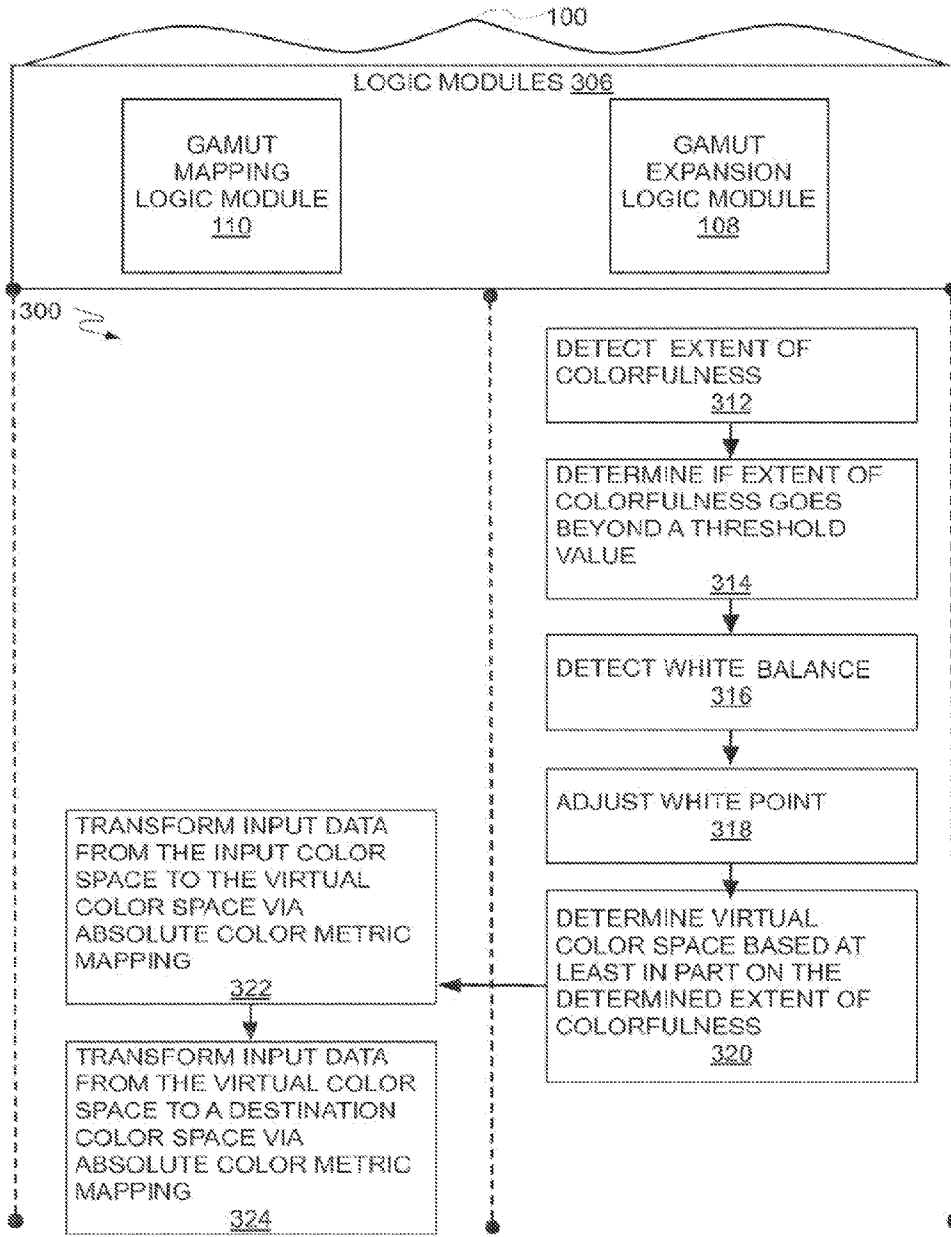 100
LOGIC MODULES 306
GAMUT
MAPPING
LOGIC MODULE
110
GAMUT
EXPANSION
LOGIC MODULE
108
300
DETECT EXTENT OF
COLORFULNESS
312
DETERMINE IF EXTENT OF
COLORFULNESS GOES
BEYOND A THRESHOLD
VALUE
314
DETECT WHITE BALANCE
316
ADJUST WHITE POINT
318
DETERMINE VIRTUAL
COLOR SPACE BASED AT
LEAST IN PART ON THE
DETERMINED EXTENT OF
COLORFULNESS
320
TRANSFORM INPUT DATA
FROM THE INPUT COLOR
SPACE TO THE VIRTUAL
COLOR SPACE VIA
ABSOLUTE COLOR METRIC
MAPPING
322
TRANSFORM INPUT DATA
FROM THE VIRTUAL COLOR
SPACE TO A DESTINATION
COLOR SPACE VIA
ABSOLUTE COLOR METRIC
MAPPING
324